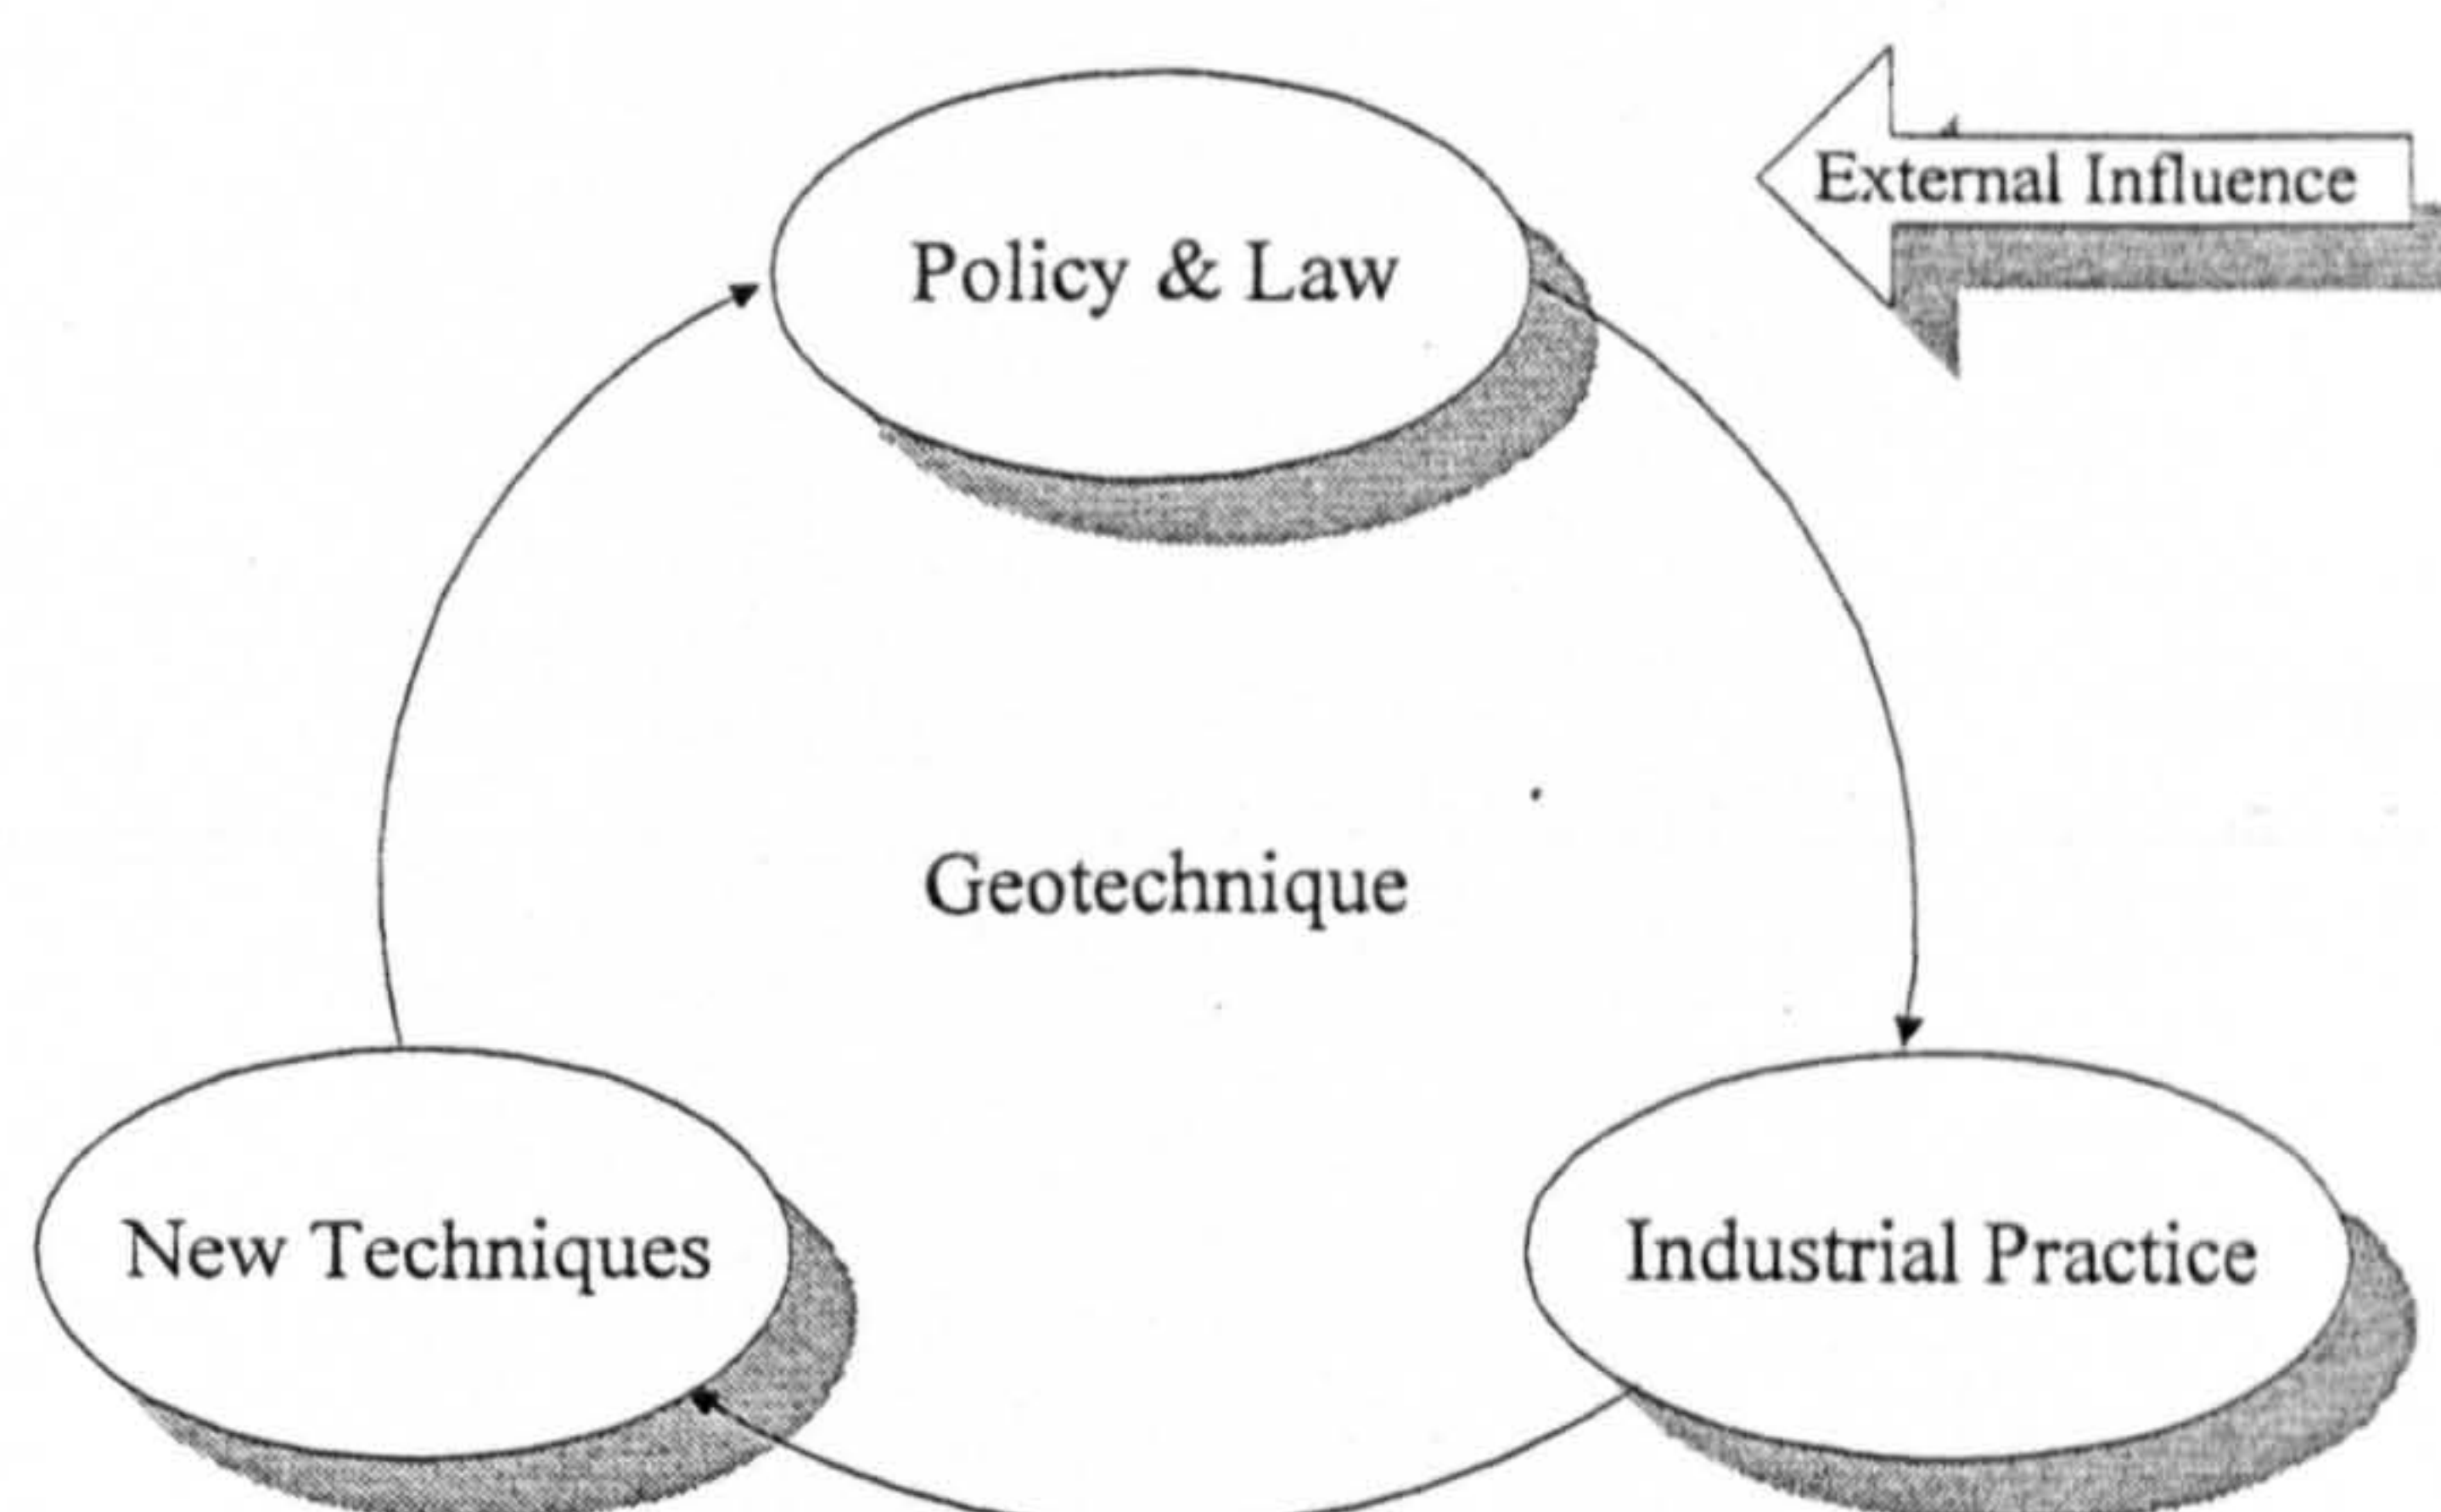 External Influence
Policy & Law
Geotechnique
New Techniques
Industrial Practice